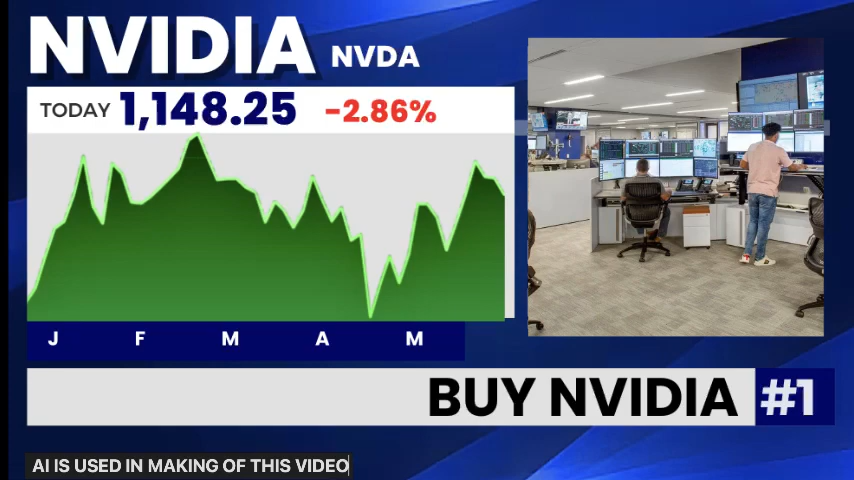 NVIDIA NVDA
TODAY 1,148.25 -2.86%
J F M A M
BUY NVIDIA #1
AI IS USED IN MAKING OF THIS VIDEO